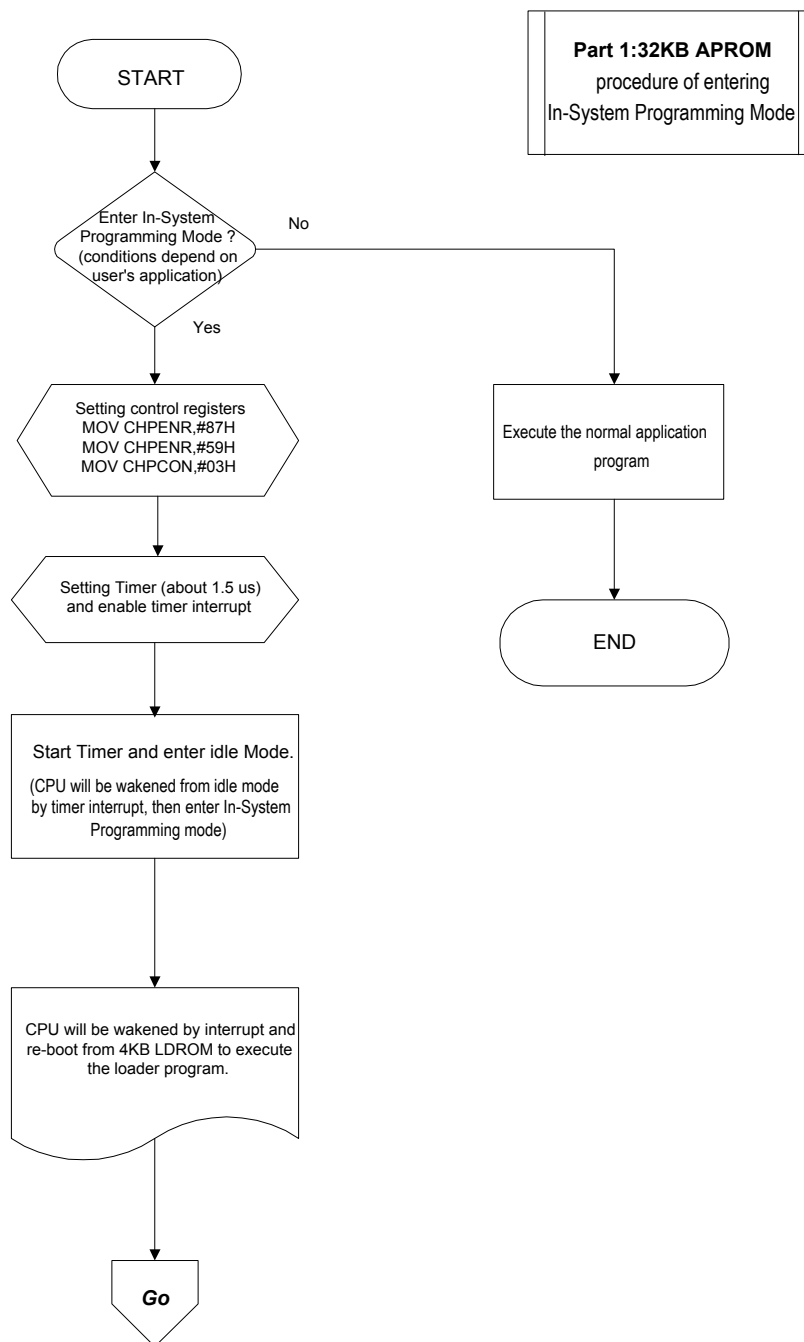 Part 1:32KB APROM
procedure of entering
In-System Programming Mode
START
Enter In-System
Programming Mode ?
(conditions depend on
user's application)
No
Yes
Setting control registers
MOV CHPENR,#87H
MOV CHPENR,#59H
MOV CHPCON,#03H
Execute the normal application
program
Setting Timer (about 1.5 us)
and enable timer interrupt
END
Start Timer and enter idle Mode.
(CPU will be wakened from idle mode
by timer interrupt, then enter In-System
Programming mode)
CPU will be wakened by interrupt and
re-boot from 4KB LDROM to execute
the loader program.
Go